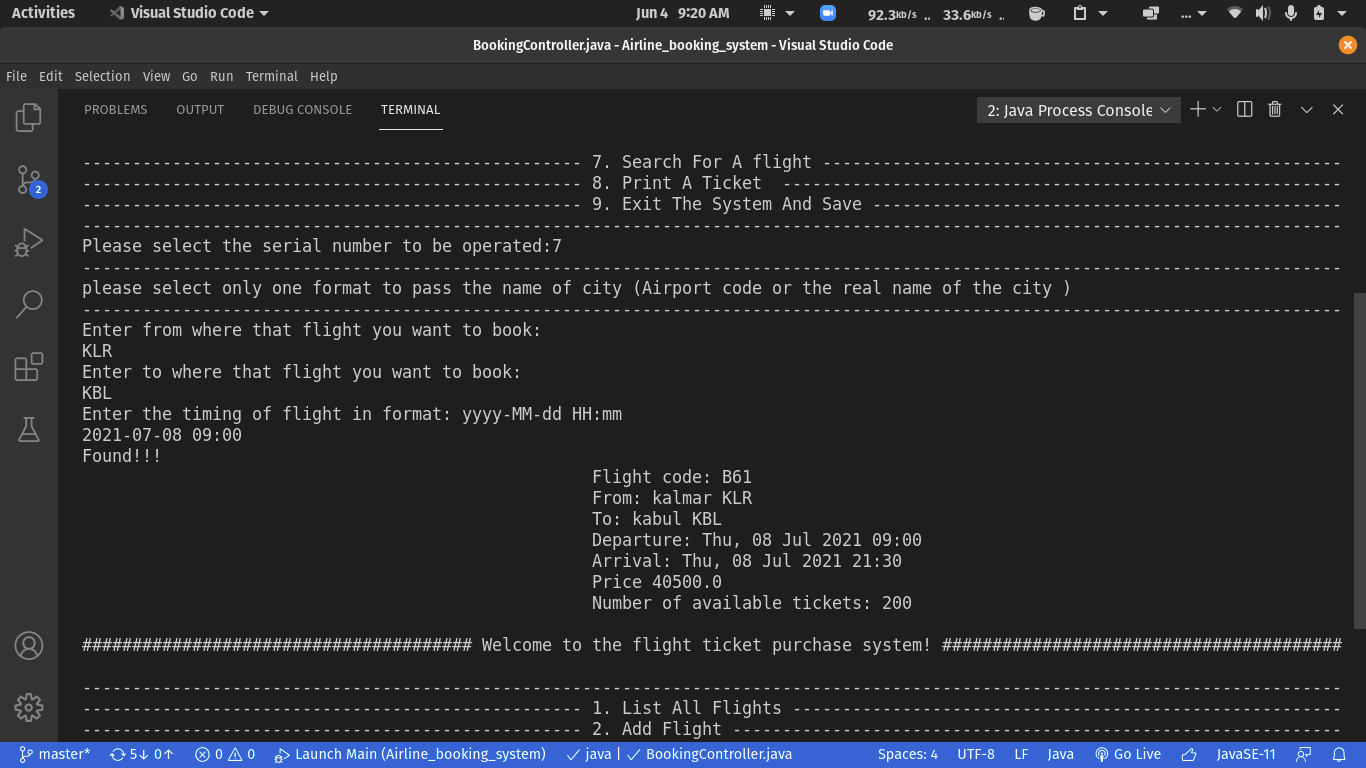 Activities Visual Studio Code Jun 4 9:20 AM 92.3kb/s .. 33.6kb/s .. ...
BookingController.java - Airline_booking_system - Visual Studio Code
File Edit Selection View Go Run Terminal Help
PROBLEMS OUTPUT DEBUG CONSOLE TERMINAL 2: Java Process Console
-------------------------------------------------- 7. Search For A flight ----------------------------------------------------
-------------------------------------------------- 8. Print A Ticket  --------------------------------------------------------
-------------------------------------------------- 9. Exit The System And Save -----------------------------------------------
------------------------------------------------------------------------------------------------------------------------------
Please select the serial number to be operated:7
------------------------------------------------------------------------------------------------------------------------------
please select only one format to pass the name of city (Airport code or the real name of the city )
------------------------------------------------------------------------------------------------------------------------------
Enter from where that flight you want to book:
KLR
Enter to where that flight you want to book:
KBL
Enter the timing of flight in format: yyyy-MM-dd HH:mm
2021-07-08 09:00
Found!!!
Flight code: B61
From: kalmar KLR
To: kabul KBL
Departure: Thu, 08 Jul 2021 09:00
Arrival: Thu, 08 Jul 2021 21:30
Price 40500.0
Number of available tickets: 200
####################################### Welcome to the flight ticket purchase system! ########################################
------------------------------------------------------------------------------------------------------------------------------
-------------------------------------------------- 1. List All Flights -------------------------------------------------------
-------------------------------------------------- 2. Add Flight -------------------------------------------------------------
2
master* 5↓ 0↑ 0 0 Launch Main (Airline_booking_system) java | BookingController.java Spaces: 4 UTF-8 LF Java Go Live JavaSE-11